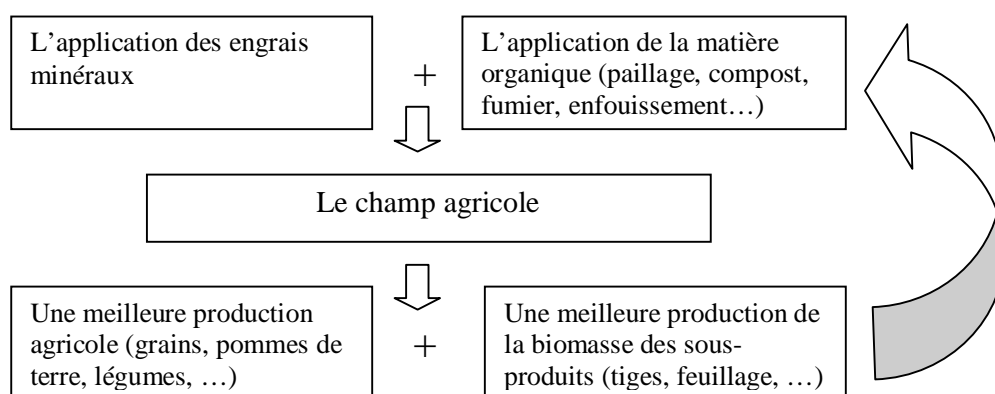 L’application des engrais
minéraux
+
L’application de la matière
organique (paillage, compost,
fumier, enfouissement…)
Le champ agricole
Une meilleure production
agricole (grains, pommes de
terre, légumes, …)
+
Une meilleure production de
la biomasse des sous-
produits (tiges, feuillage, …)